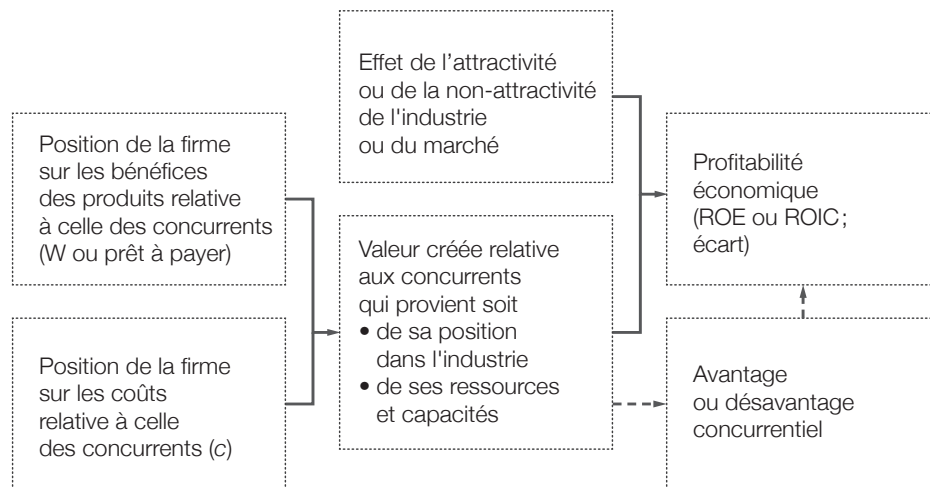 Effet de l’attractivité
ou de la non-attractivité
de l'industrie
ou du marché
Position de la firme
sur les bénéfices
des produits relative
à celle des concurrents
(W ou prêt à payer)
Profitabilité
économique
(ROE ou ROIC ;
écart)
Valeur créée relative
aux concurrents
qui provient soit
• de sa position
dans l'industrie
• de ses ressources
et capacités
Position de la firme
sur les coûts
relative à celle
des concurrents (c)
Avantage
ou désavantage
concurrentiel